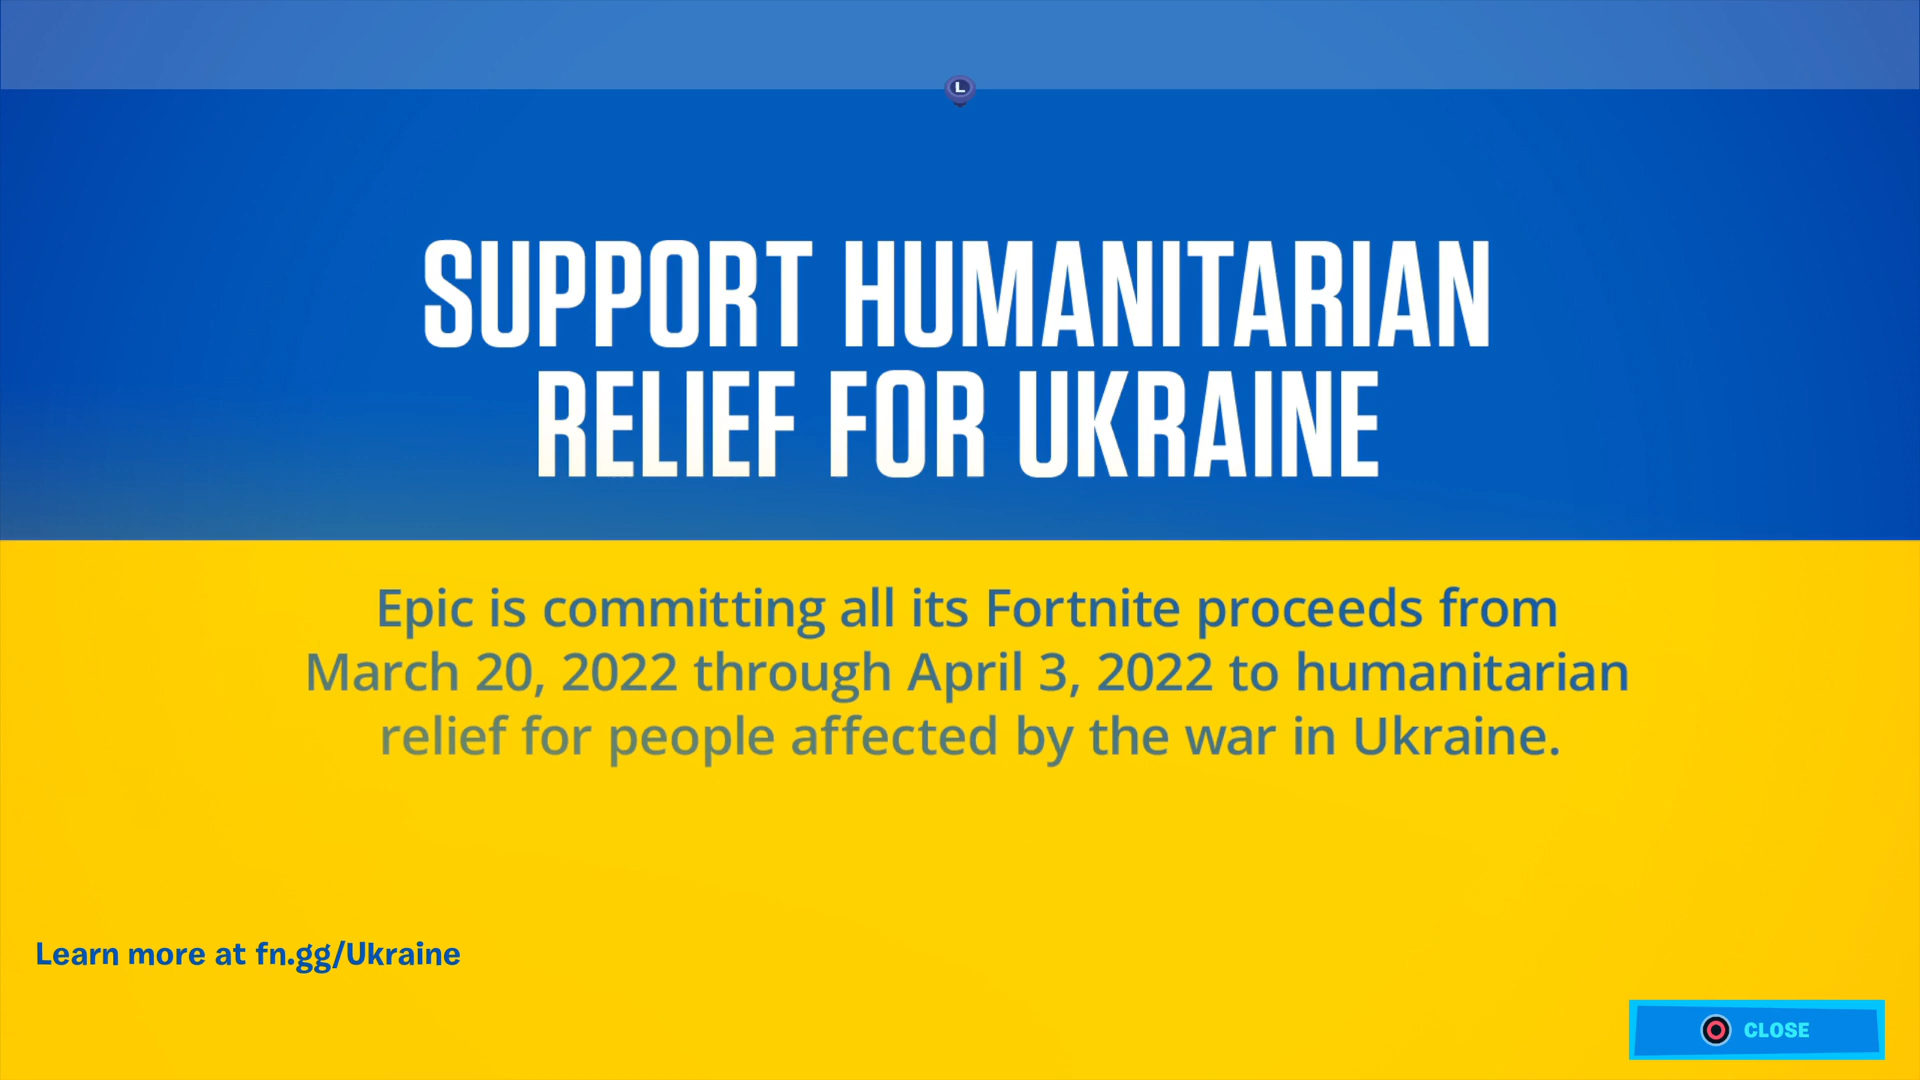 L
SUPPORT HUMANITARIAN
RELIEF FOR UKRAINE
Epic is committing all its Fortnite proceeds from
March 20, 2022 through April 3, 2022 to humanitarian
relief for people affected by the war in Ukraine.
Learn more at fn.gg/Ukraine
CLOSE